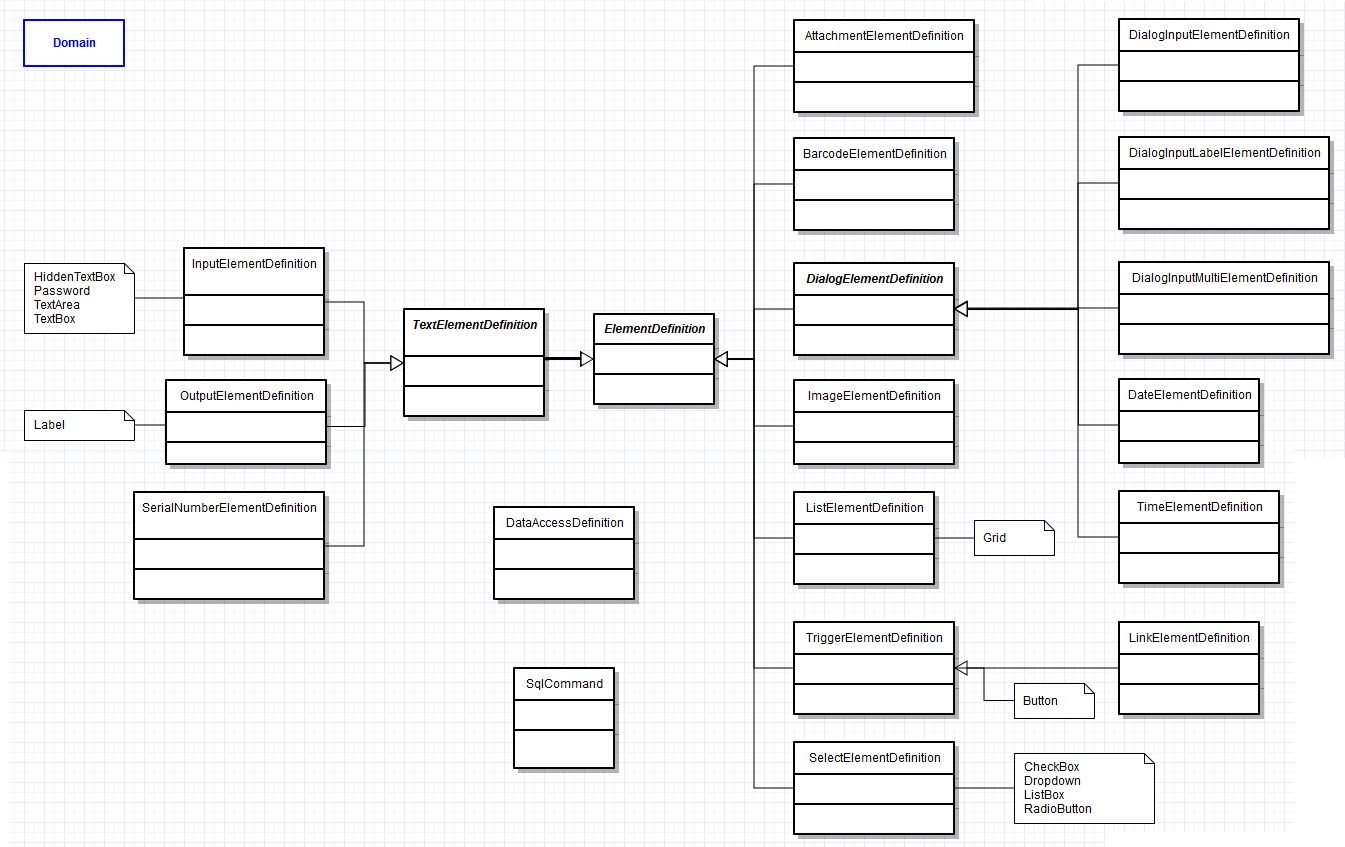 Domain
AttachmentElementDefinition
DialogInputElementDefinition
BarcodeElementDefinition
DialogInputLabelElementDefinition
InputElementDefinition
HiddenTextBox
Password
TextArea
TextBox
DialogElementDefinition
DialogInputMultiElementDefinition
TextElementDefinition
ElementDefinition
OutputElementDefinition
Label
ImageElementDefinition
DateElementDefinition
SerialNumberElementDefinition
DataAccessDefinition
ListElementDefinition
Grid
TimeElementDefinition
TriggerElementDefinition
LinkElementDefinition
Button
SqlCommand
SelectElementDefinition
CheckBox
Dropdown
ListBox
RadioButton